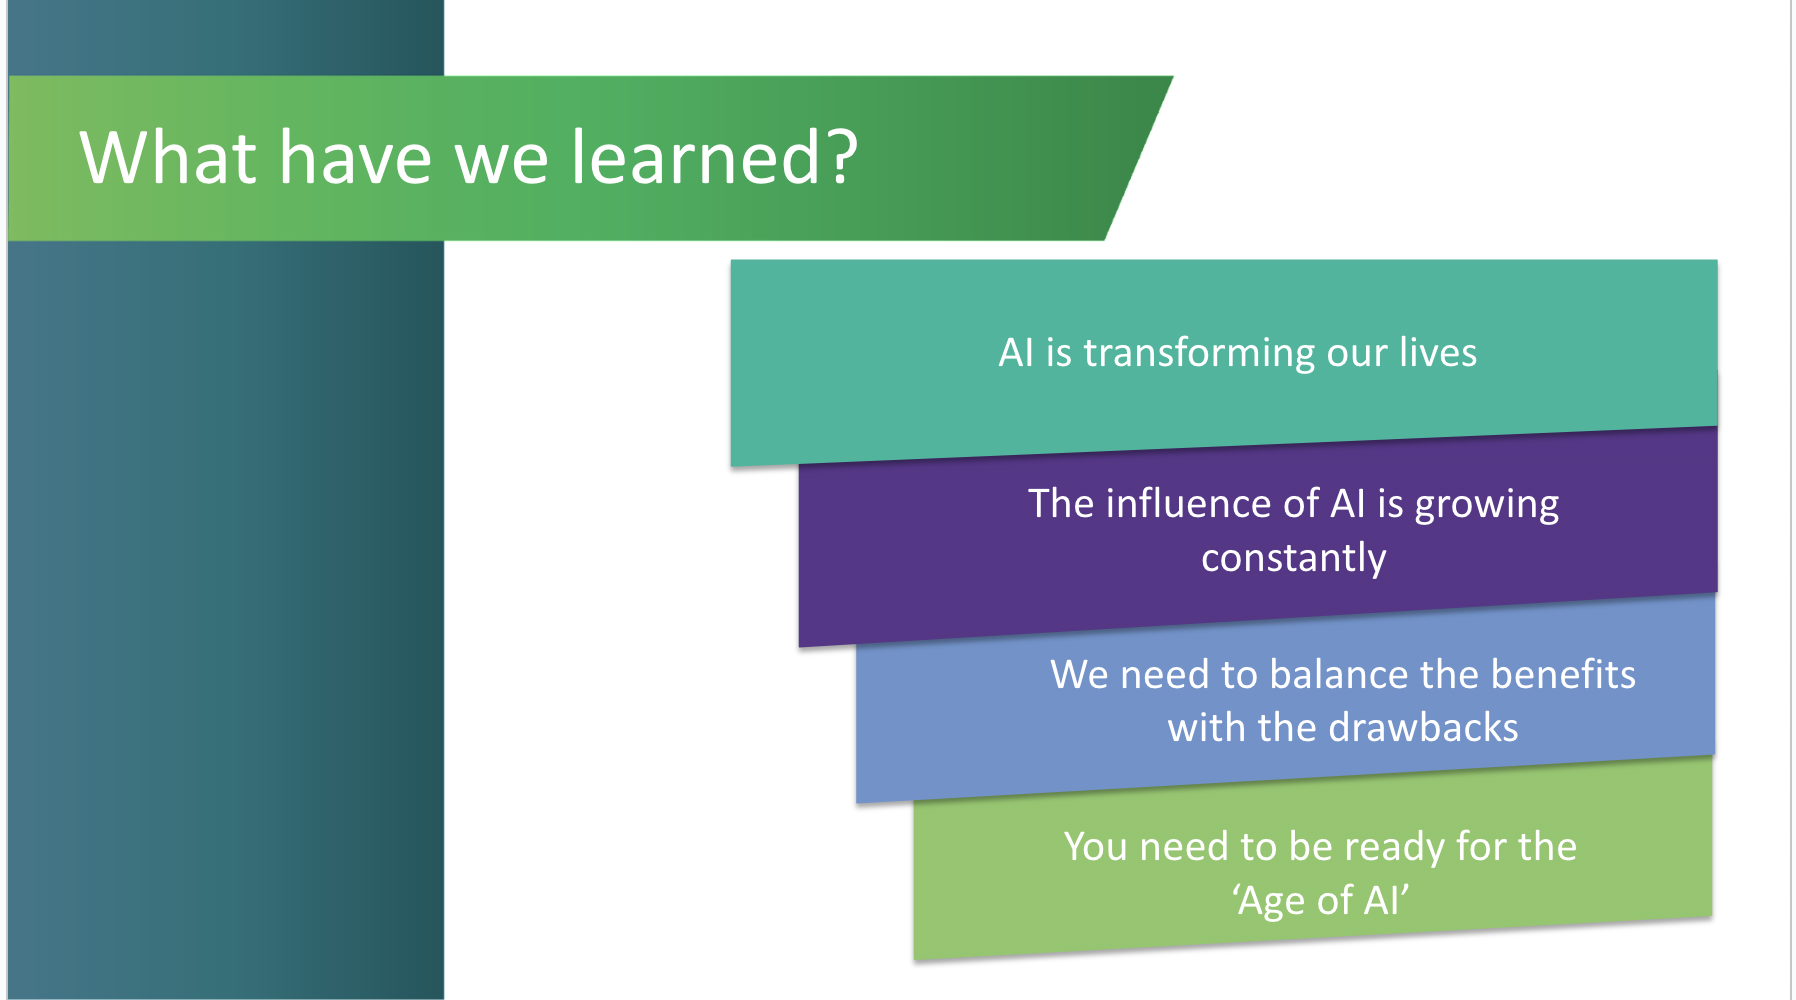 What have we learned?
AI is transforming our lives
The influence of AI is growing
constantly
We need to balance the benefits
with the drawbacks
You need to be ready for the
‘Age of AI’